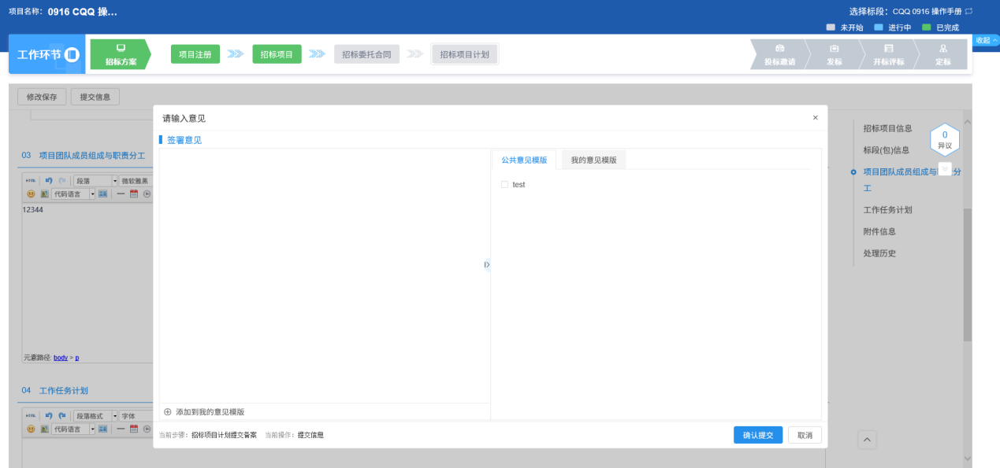 项目名称: 0916 CQQ 操...
选择标段: CQQ 0916 操作手册
未开始 进行中 已完成
收起
工作环节
招标方案
项目注册
招标项目
招标委托合同
招标项目计划
投标邀请
发标
开标评标
定标
修改保存
提交信息
请输入意见
×
签署意见
公共意见模版
我的意见模版
test
添加到我的意见模版
当前步骤: 招标项目计划提交备案 当前操作: 提交信息
确认提交
取消
03 项目团队成员组成与职责分工
HTML 段落 微软雅黑
代码语言
12344
元素路径: body > p
04 工作任务计划
HTML 段落格式 字体
代码语言
招标项目信息
标段(包)信息
项目团队成员组成与
分
工
工作任务计划
附件信息
处理历史
0
异议